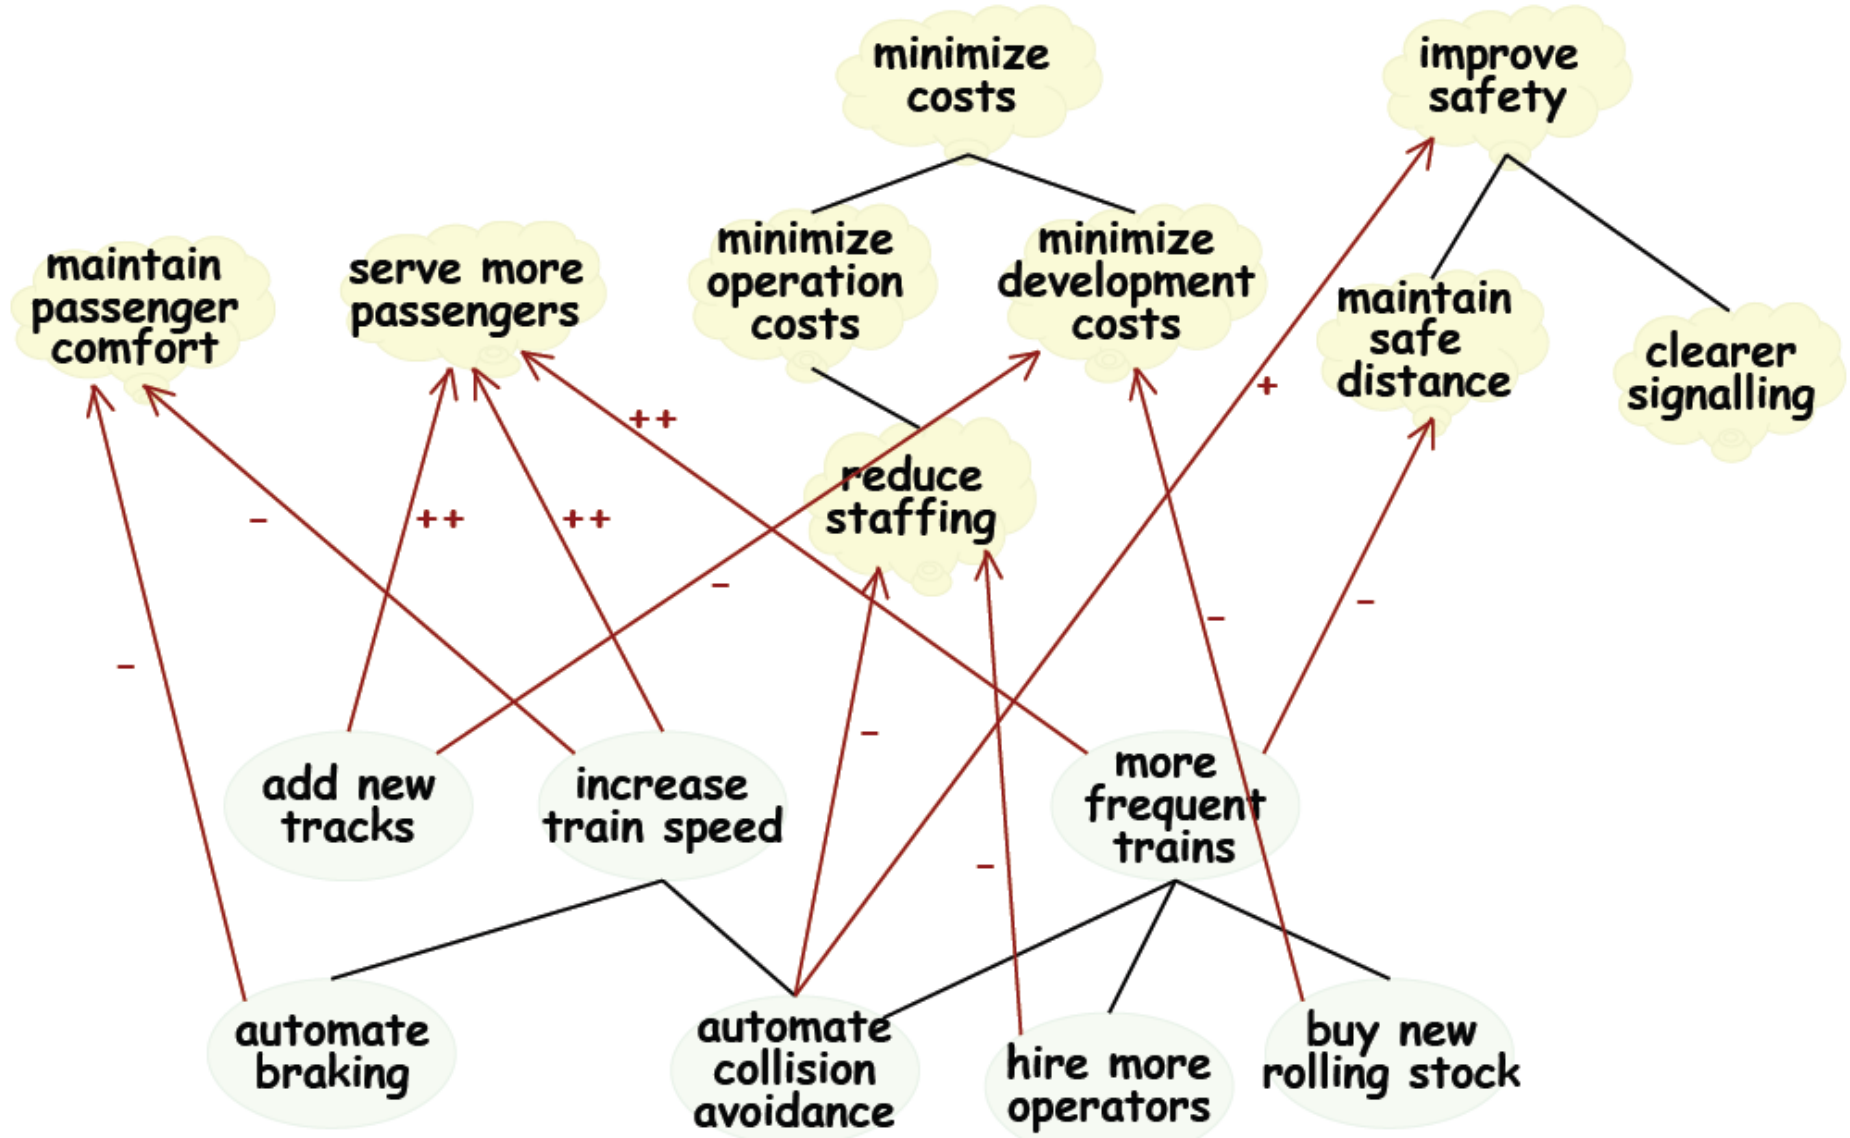 minimize
costs
improve
safety
maintain
passenger
comfort
serve more
passengers
minimize
operation
costs
minimize
development
costs
maintain
safe
distance
clearer
signalling
+
++
reduce
staffing
-
++
++
-
-
-
-
-
-
-
add new
tracks
increase
train speed
more
frequent
trains
automate
braking
automate
collision
avoidance
hire more
operators
buy new
rolling stock